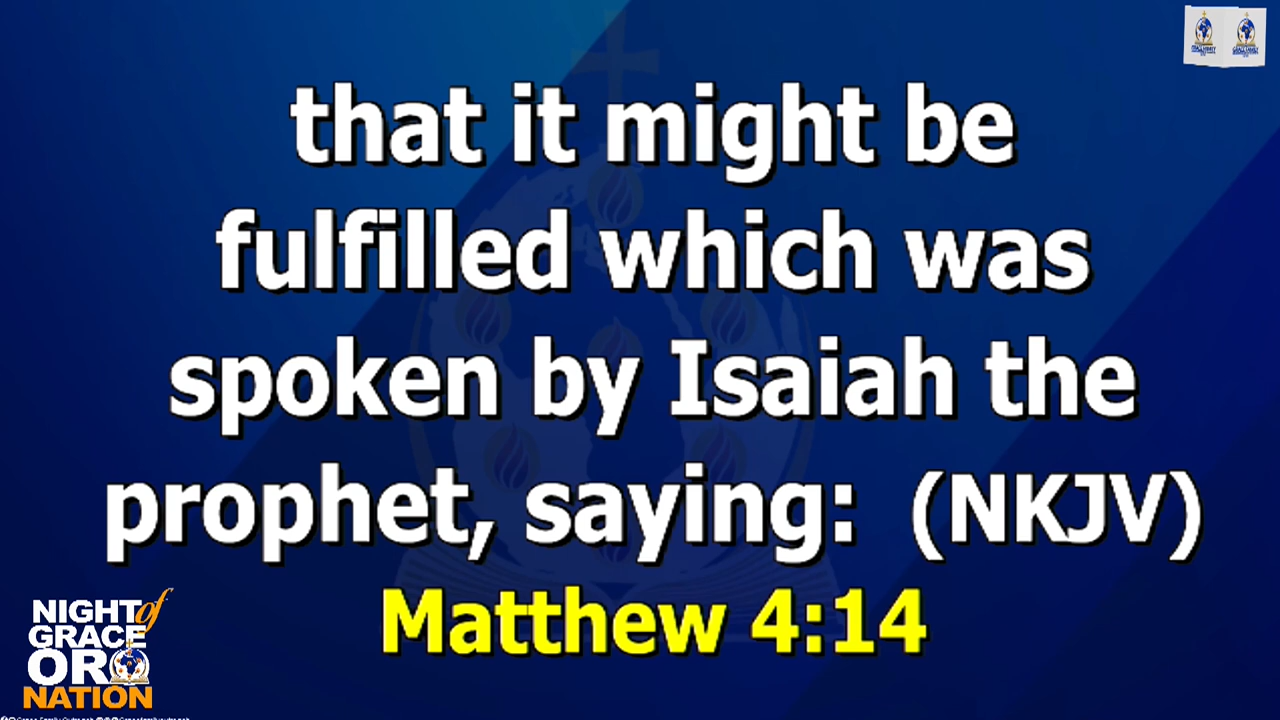 that it might be
fulfilled which was
spoken by Isaiah the
prophet, saying: (NKJV)
Matthew 4:14
NIGHT of
GRACE
ORO
NATION